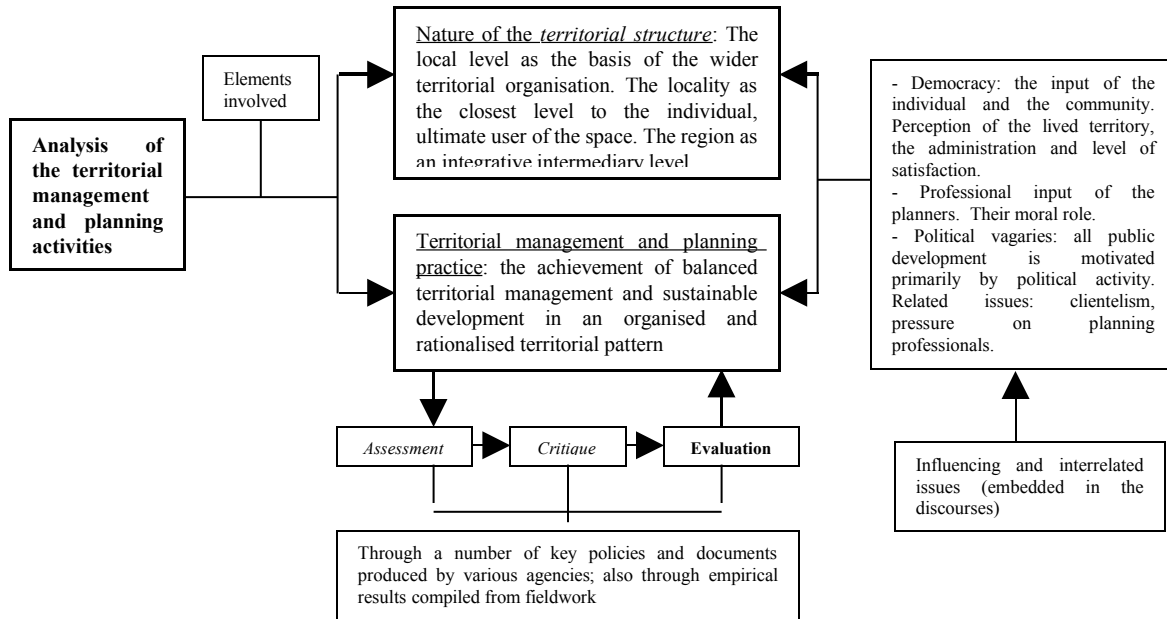 Analysis of
the territorial
management
and planning
activities
Elements
involved
Nature of the territorial structure: The
local level as the basis of the wider
territorial organisation. The locality as
the closest level to the individual,
ultimate user of the space. The region as
an integrative intermediary level
Territorial management and planning
practice: the achievement of balanced
territorial management and sustainable
development in an organised and
rationalised territorial pattern
Assessment
Critique
Evaluation
Through a number of key policies and documents
produced by various agencies; also through empirical
results compiled from fieldwork
- Democracy: the input of the
individual and the community.
Perception of the lived territory,
the administration and level of
satisfaction.
- Professional input of the
planners. Their moral role.
- Political vagaries: all public
development is motivated
primarily by political activity.
Related issues: clientelism,
pressure on planning
professionals.
Influencing and interrelated
issues (embedded in the
discourses)